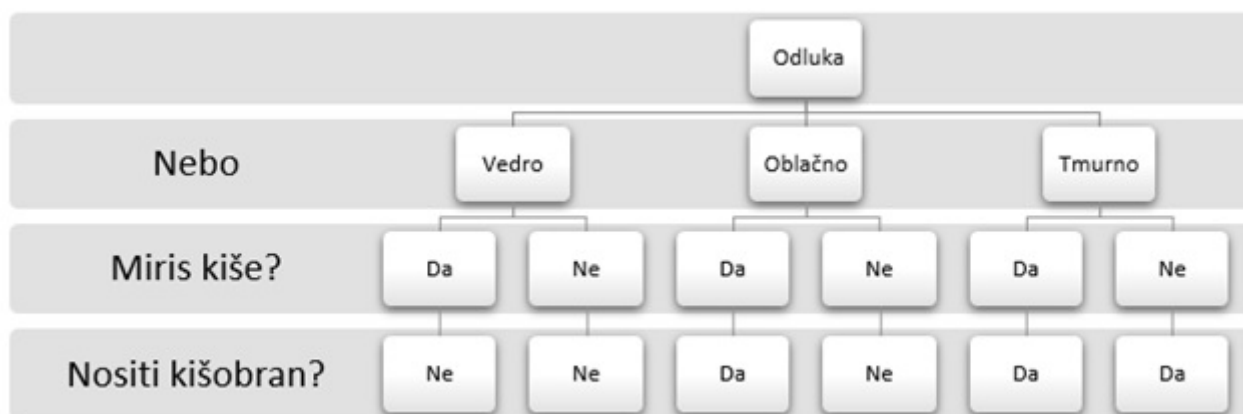 Odluka
Nebo
Vedro
Oblačno
Tmurno
Miris kiše?
Da
Ne
Da
Ne
Da
Ne
Nositi kišobran?
Ne
Ne
Da
Ne
Da
Da